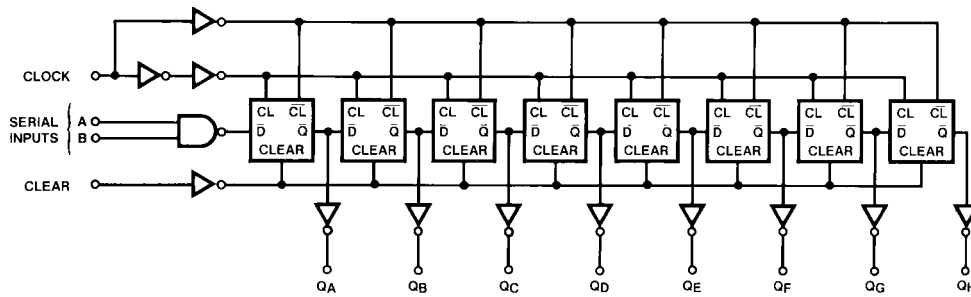 CLOCK
SERIAL INPUTS { A
B
CLEAR
CL C̅L̅ CL C̅L̅ CL C̅L̅ CL C̅L̅ CL C̅L̅ CL C̅L̅ CL C̅L̅ CL C̅L̅
D̅ Q̅ D̅ Q̅ D̅ Q̅ D̅ Q̅ D̅ Q̅ D̅ Q̅ D̅ Q̅ D̅ Q̅
CLEAR CLEAR CLEAR CLEAR CLEAR CLEAR CLEAR CLEAR
QA QB QC QD QE QF QG